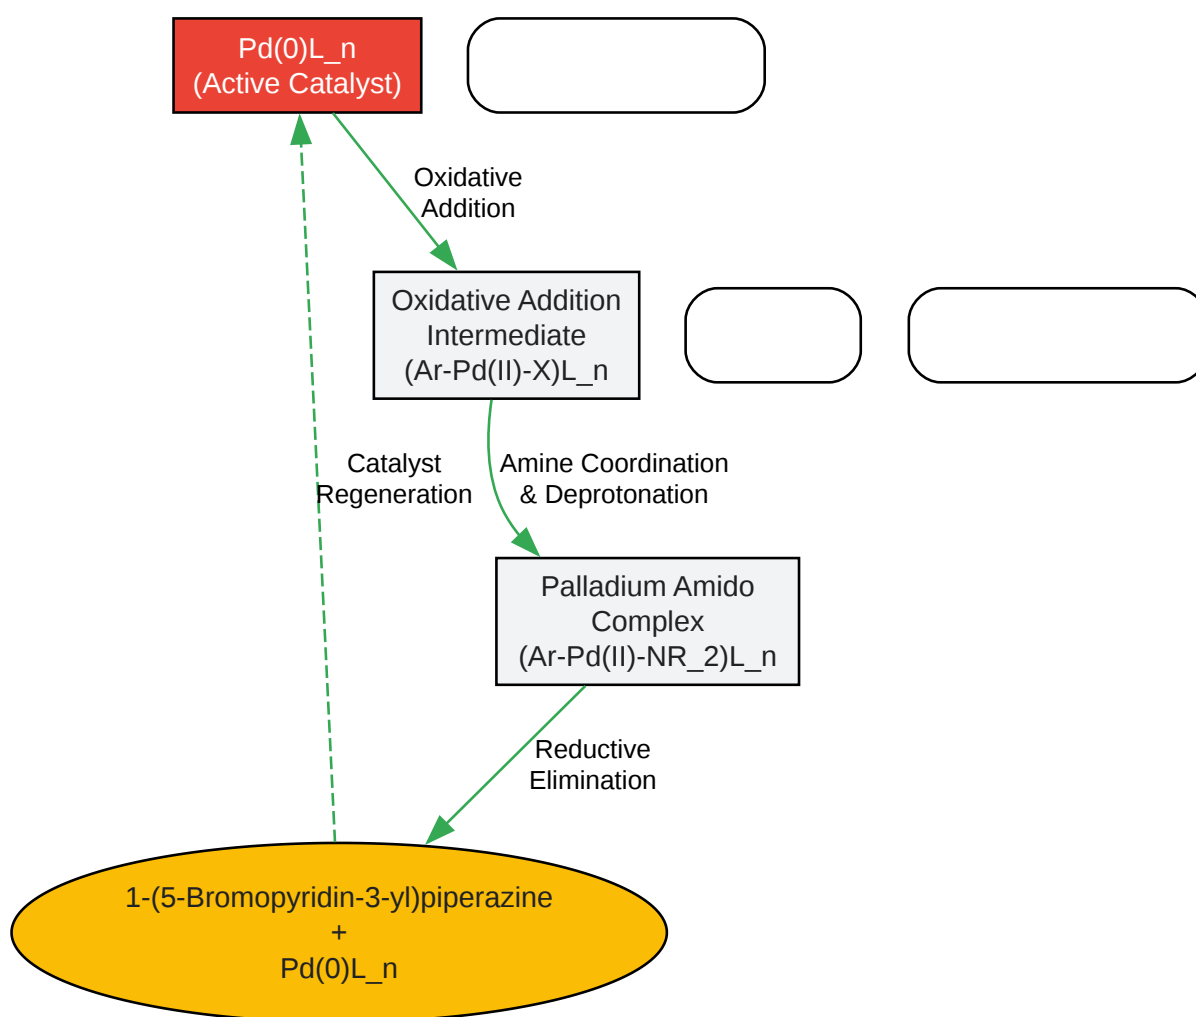 Pd(0)L_n
(Active Catalyst)
Oxidative
Addition
Oxidative Addition
Intermediate
(Ar-Pd(II)-X)L_n
Catalyst
Regeneration
Amine Coordination
& Deprotonation
Palladium Amido
Complex
(Ar-Pd(II)-NR_2)L_n
Reductive
Elimination
1-(5-Bromopyridin-3-yl)piperazine
+
Pd(0)L_n